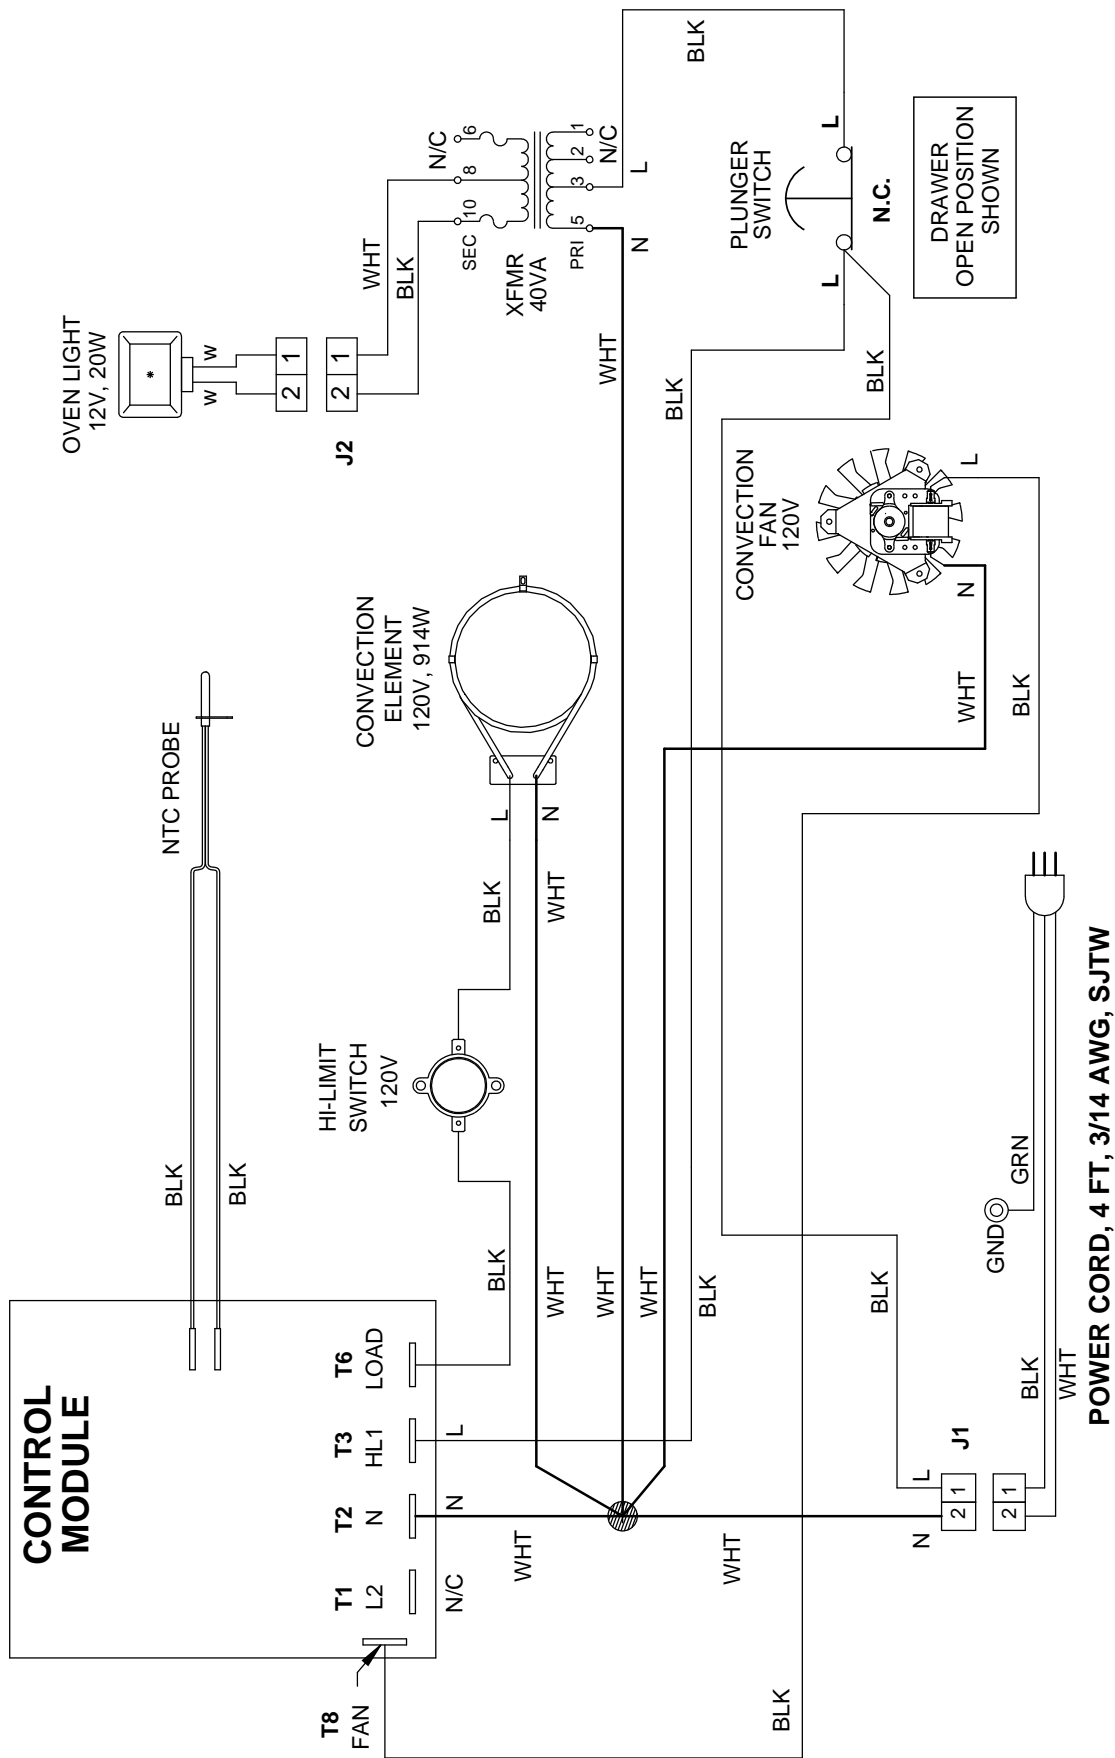 CONTROL
MODULE
T8
FAN
T1
L2
N/C
T2
N
N
T3
HL1
L
T6
LOAD
BLK
BLK
NTC PROBE
BLK
HI-LIMIT
SWITCH
120V
BLK
WHT
L
N
CONVECTION
ELEMENT
120V, 914W
OVEN LIGHT
12V, 20W
W
W
2
1
2
1
J2
WHT
BLK
N/C
10
8
6
SEC
PRI
5
3
2
1
N/C
XFMR
40VA
N
L
BLK
WHT
PLUNGER
SWITCH
L
L
N.C.
DRAWER
OPEN POSITION
SHOWN
BLK
BLK
CONVECTION
FAN
120V
N
L
WHT
BLK
WHT
WHT
WHT
BLK
WHT
WHT
BLK
BLK
N
L
2
1
2
1
J1
GND
GRN
BLK
WHT
POWER CORD, 4 FT, 3/14 AWG, SJTW